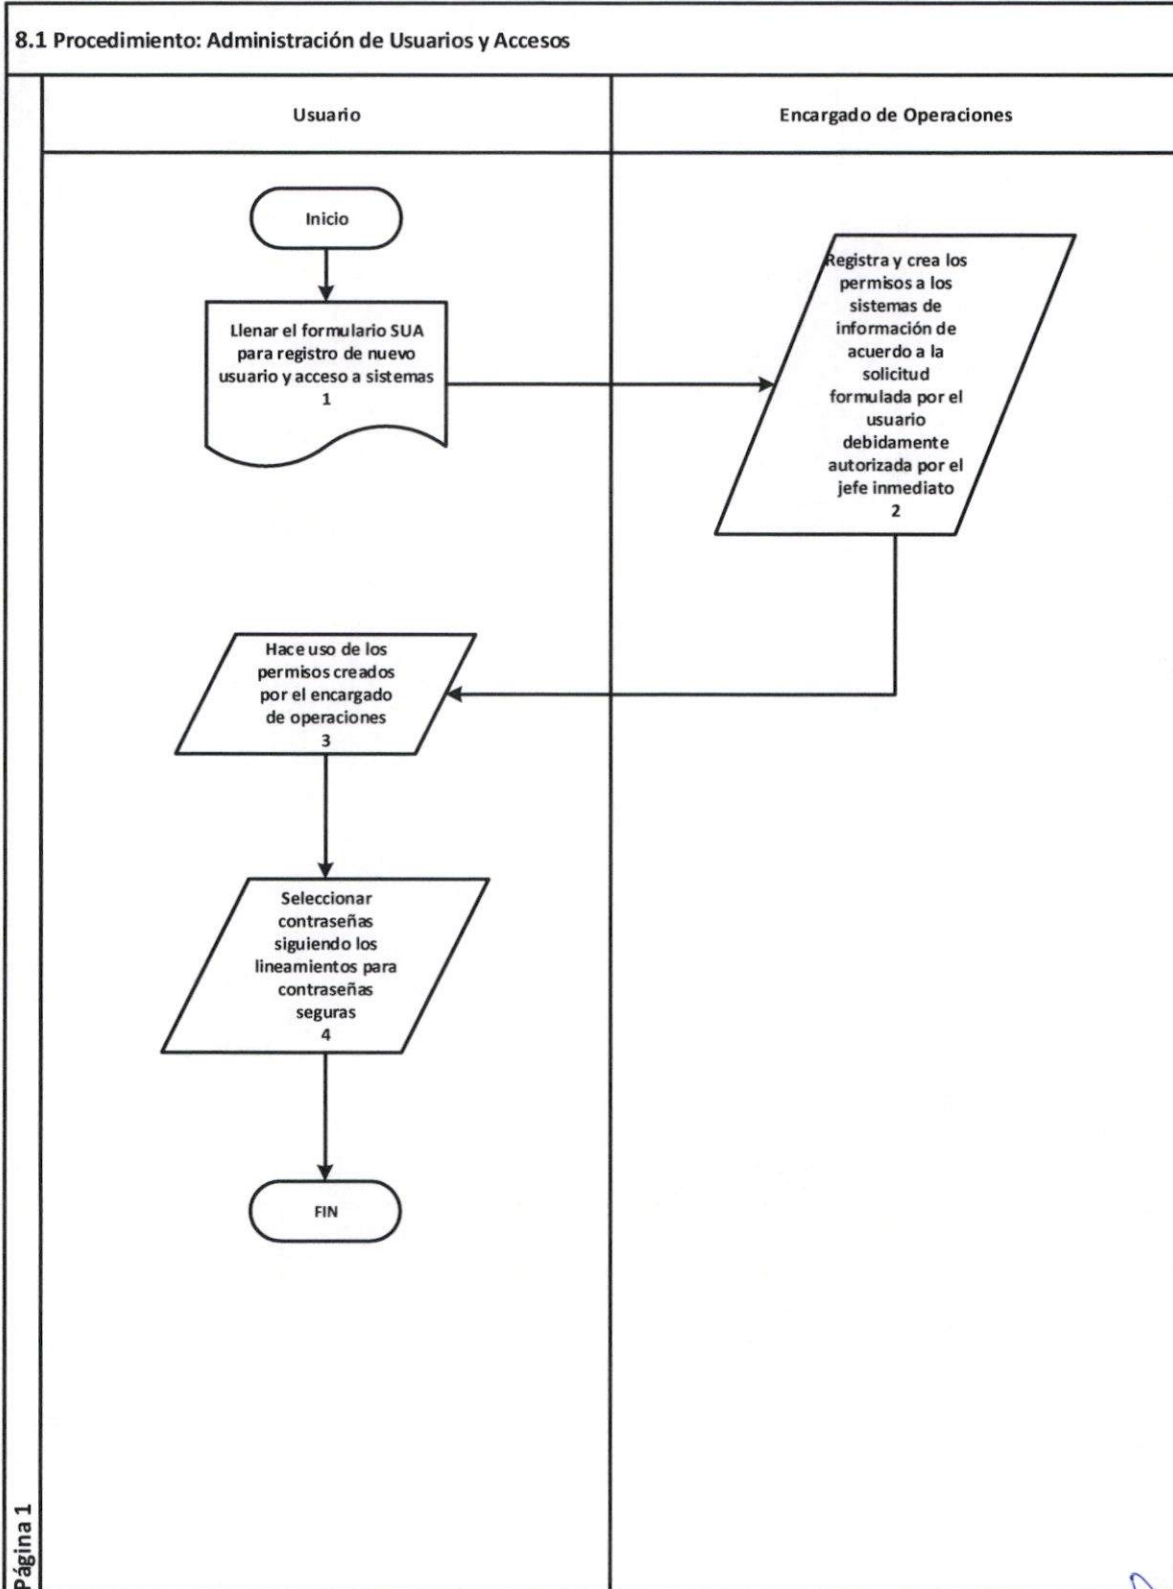 8.1 Procedimiento: Administración de Usuarios y Accesos
Usuario
Encargado de Operaciones
Inicio
Llenar el formulario SUA
para registro de nuevo
usuario y acceso a sistemas
1
Registra y crea los
permisos a los
sistemas de
información de
acuerdo a la
solicitud
formulada por el
usuario
debidamente
autorizada por el
jefe inmediato
2
Hace uso de los
permisos creados
por el encargado
de operaciones
3
Seleccionar
contraseñas
siguiendo los
lineamientos para
contraseñas
seguras
4
FIN
Página 1